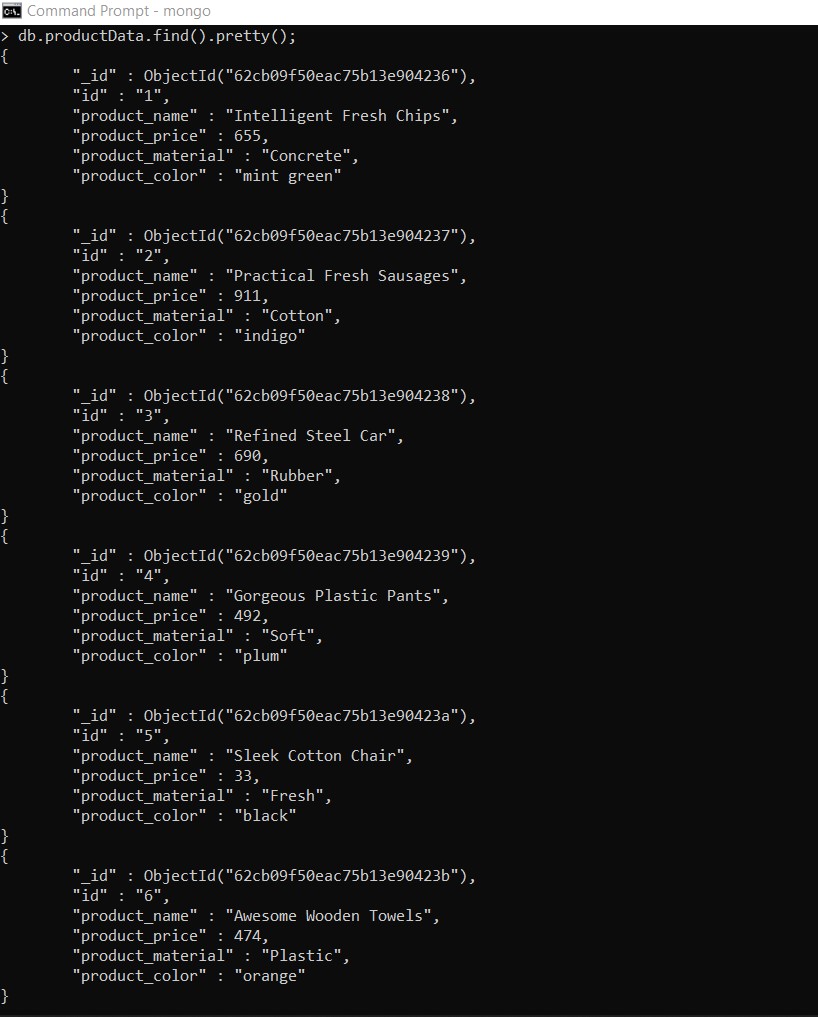 Command Prompt - mongo
> db.productData.find().pretty();
{
        "_id" : ObjectId("62cb09f50eac75b13e904236"),
        "id" : "1",
        "product_name" : "Intelligent Fresh Chips",
        "product_price" : 655,
        "product_material" : "Concrete",
        "product_color" : "mint green"
}
{
        "_id" : ObjectId("62cb09f50eac75b13e904237"),
        "id" : "2",
        "product_name" : "Practical Fresh Sausages",
        "product_price" : 911,
        "product_material" : "Cotton",
        "product_color" : "indigo"
}
{
        "_id" : ObjectId("62cb09f50eac75b13e904238"),
        "id" : "3",
        "product_name" : "Refined Steel Car",
        "product_price" : 690,
        "product_material" : "Rubber",
        "product_color" : "gold"
}
{
        "_id" : ObjectId("62cb09f50eac75b13e904239"),
        "id" : "4",
        "product_name" : "Gorgeous Plastic Pants",
        "product_price" : 492,
        "product_material" : "Soft",
        "product_color" : "plum"
}
{
        "_id" : ObjectId("62cb09f50eac75b13e90423a"),
        "id" : "5",
        "product_name" : "Sleek Cotton Chair",
        "product_price" : 33,
        "product_material" : "Fresh",
        "product_color" : "black"
}
{
        "_id" : ObjectId("62cb09f50eac75b13e90423b"),
        "id" : "6",
        "product_name" : "Awesome Wooden Towels",
        "product_price" : 474,
        "product_material" : "Plastic",
        "product_color" : "orange"
}